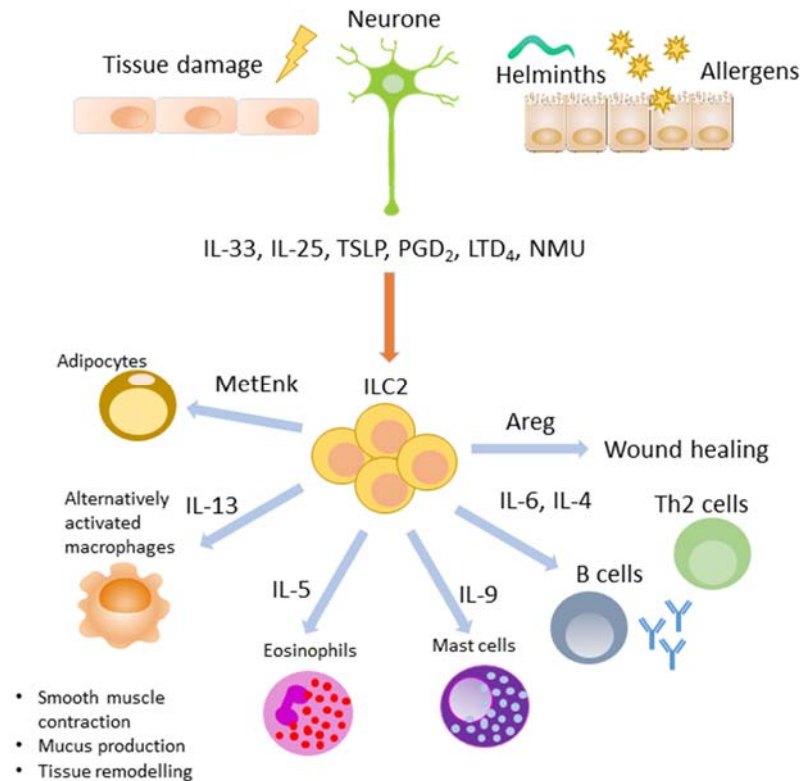 Neurone
Tissue damage
Helminths
Allergens
IL-33, IL-25, TSLP, PGD₂, LTD₄, NMU
Adipocytes
MetEnk
ILC2
Areg
Wound healing
Alternatively
activated
macrophages
IL-13
IL-6, IL-4
Th2 cells
B cells
IL-5
IL-9
Eosinophils
Mast cells
• Smooth muscle
contraction
• Mucus production
• Tissue remodelling